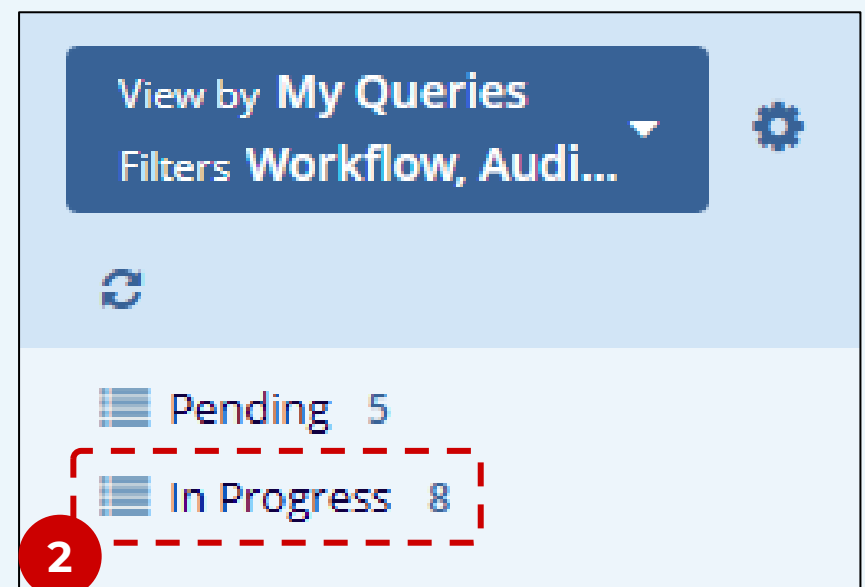 View by My Queries
Filters Workflow, Audi...
Pending 5
In Progress 8
2